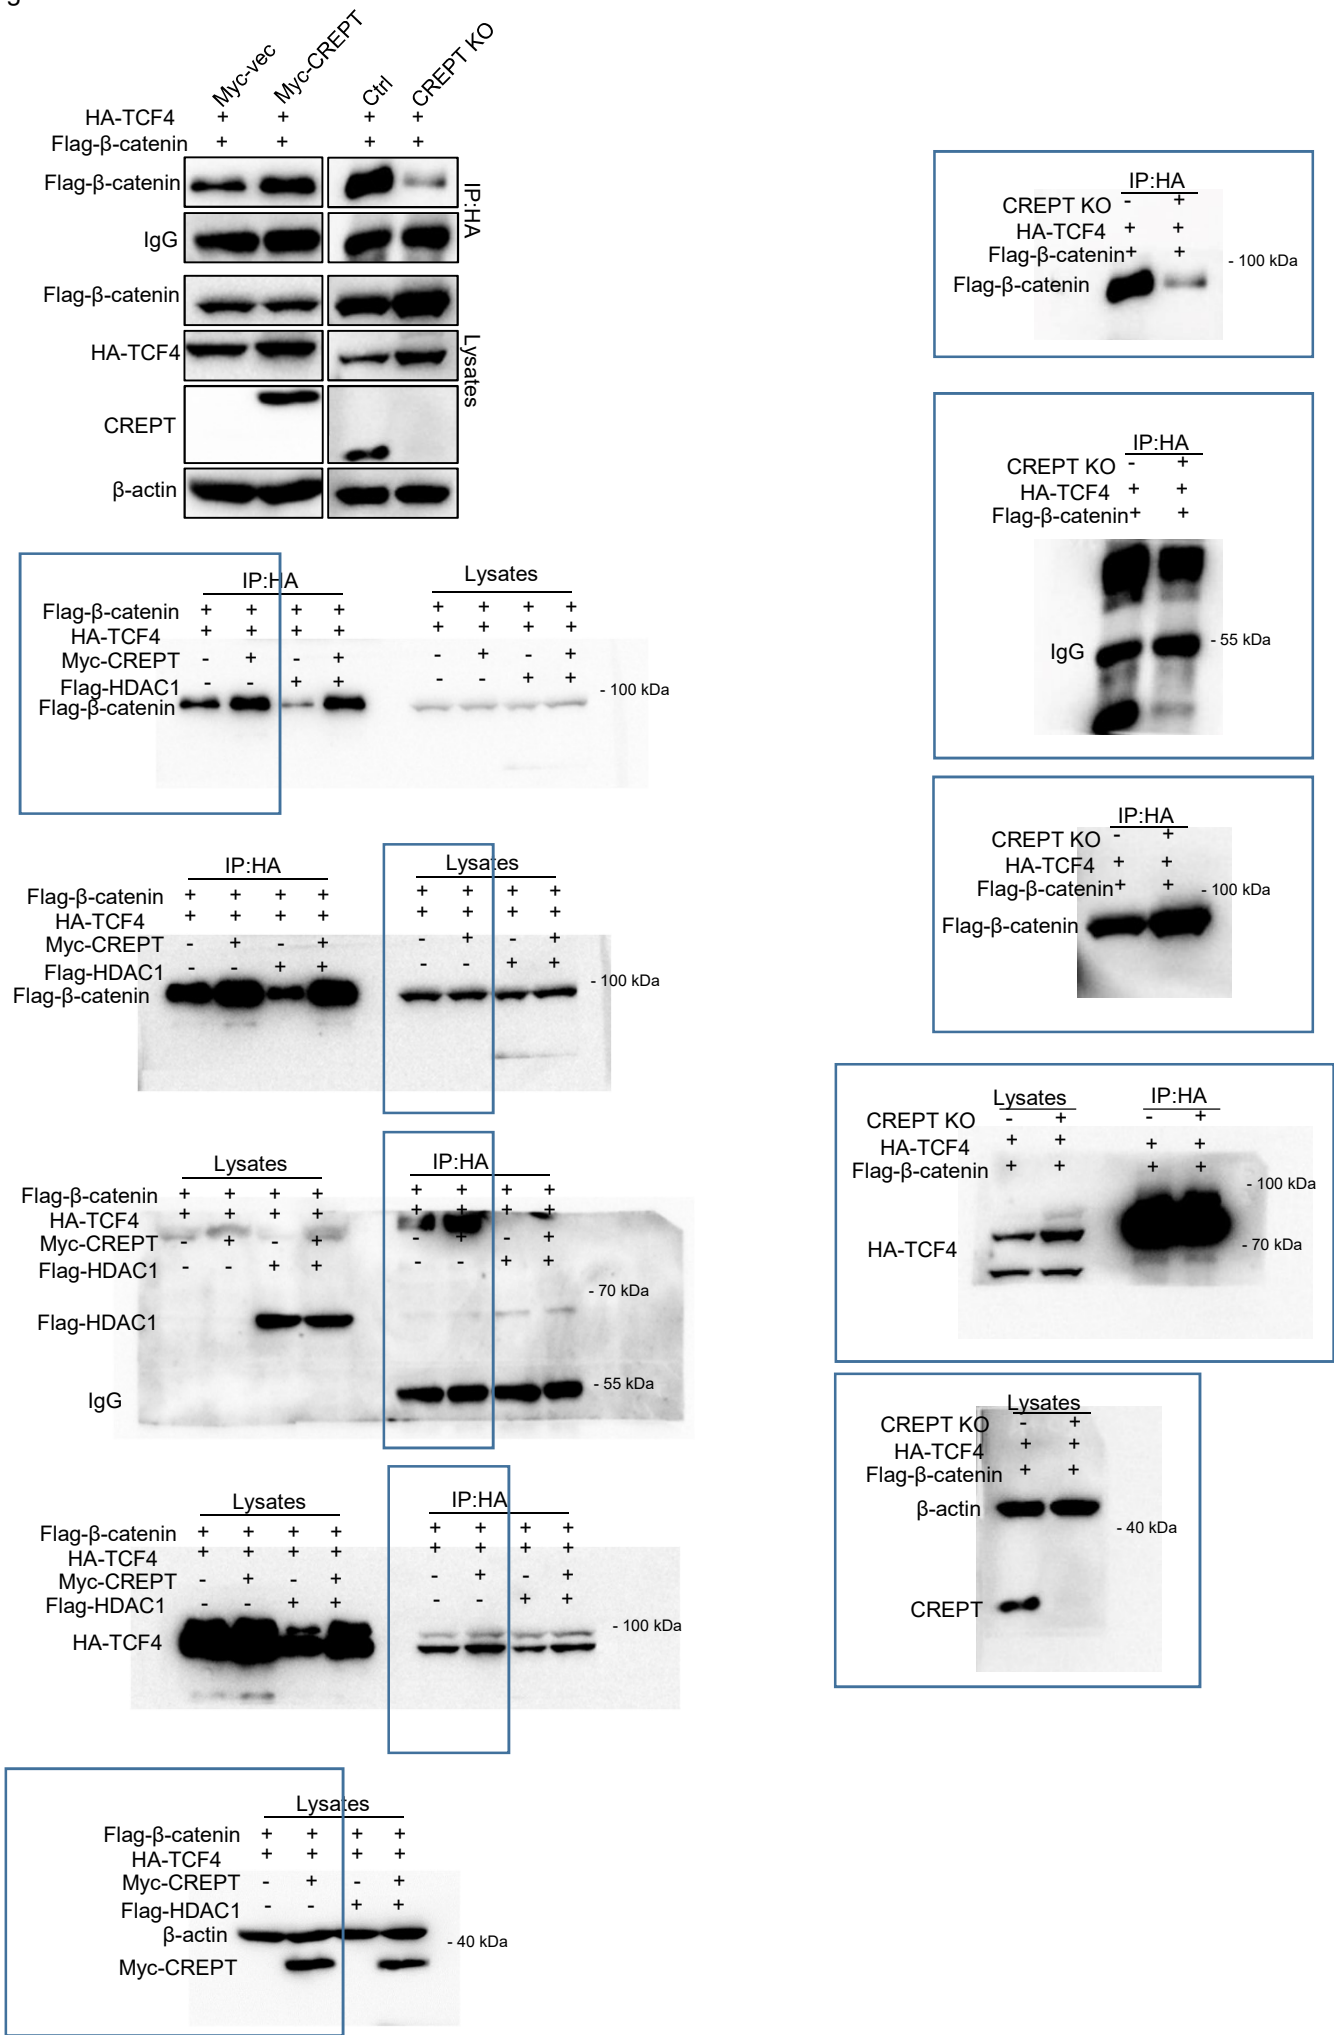 Myc-vec Myc-CREPT Ctrl CREPT KO
HA-TCF4 + + + +
Flag-β-catenin + + + +
Flag-β-catenin
IgG
IP:HA
Flag-β-catenin
HA-TCF4
CREPT
β-actin
Lysates
IP:HA Lysates
Flag-β-catenin + + + + + + + +
HA-TCF4 + + + + + + + +
Myc-CREPT - + - + - + - +
Flag-HDAC1 - - + + - - + +
Flag-β-catenin - 100 kDa
IP:HA Lysates
Flag-β-catenin + + + + + + + +
HA-TCF4 + + + + + + + +
Myc-CREPT - + - + - + - +
Flag-HDAC1 - - + + - - + +
Flag-β-catenin - 100 kDa
Lysates IP:HA
Flag-β-catenin + + + + + + + +
HA-TCF4 + + + + + + + +
Myc-CREPT - + - + - + - +
Flag-HDAC1 - - + + - - + +
- 70 kDa
Flag-HDAC1
- 55 kDa
IgG
Lysates IP:HA
Flag-β-catenin + + + + + + + +
HA-TCF4 + + + + + + + +
Myc-CREPT - + - + - + - +
Flag-HDAC1 - - + + - - + +
- 100 kDa
HA-TCF4
Lysates
Flag-β-catenin + + + +
HA-TCF4 + + + +
Myc-CREPT - + - +
Flag-HDAC1 - - + +
β-actin
- 40 kDa
Myc-CREPT
IP:HA
CREPT KO - +
HA-TCF4 + +
Flag-β-catenin + +
- 100 kDa
Flag-β-catenin
IP:HA
CREPT KO - +
HA-TCF4 + +
Flag-β-catenin + +
IgG - 55 kDa
IP:HA
CREPT KO - +
HA-TCF4 + +
Flag-β-catenin + +
- 100 kDa
Flag-β-catenin
Lysates IP:HA
CREPT KO - + - +
HA-TCF4 + + + +
Flag-β-catenin + + + +
- 100 kDa
HA-TCF4 - 70 kDa
Lysates
CREPT KO - +
HA-TCF4 + +
Flag-β-catenin + +
β-actin
- 40 kDa
CREPT